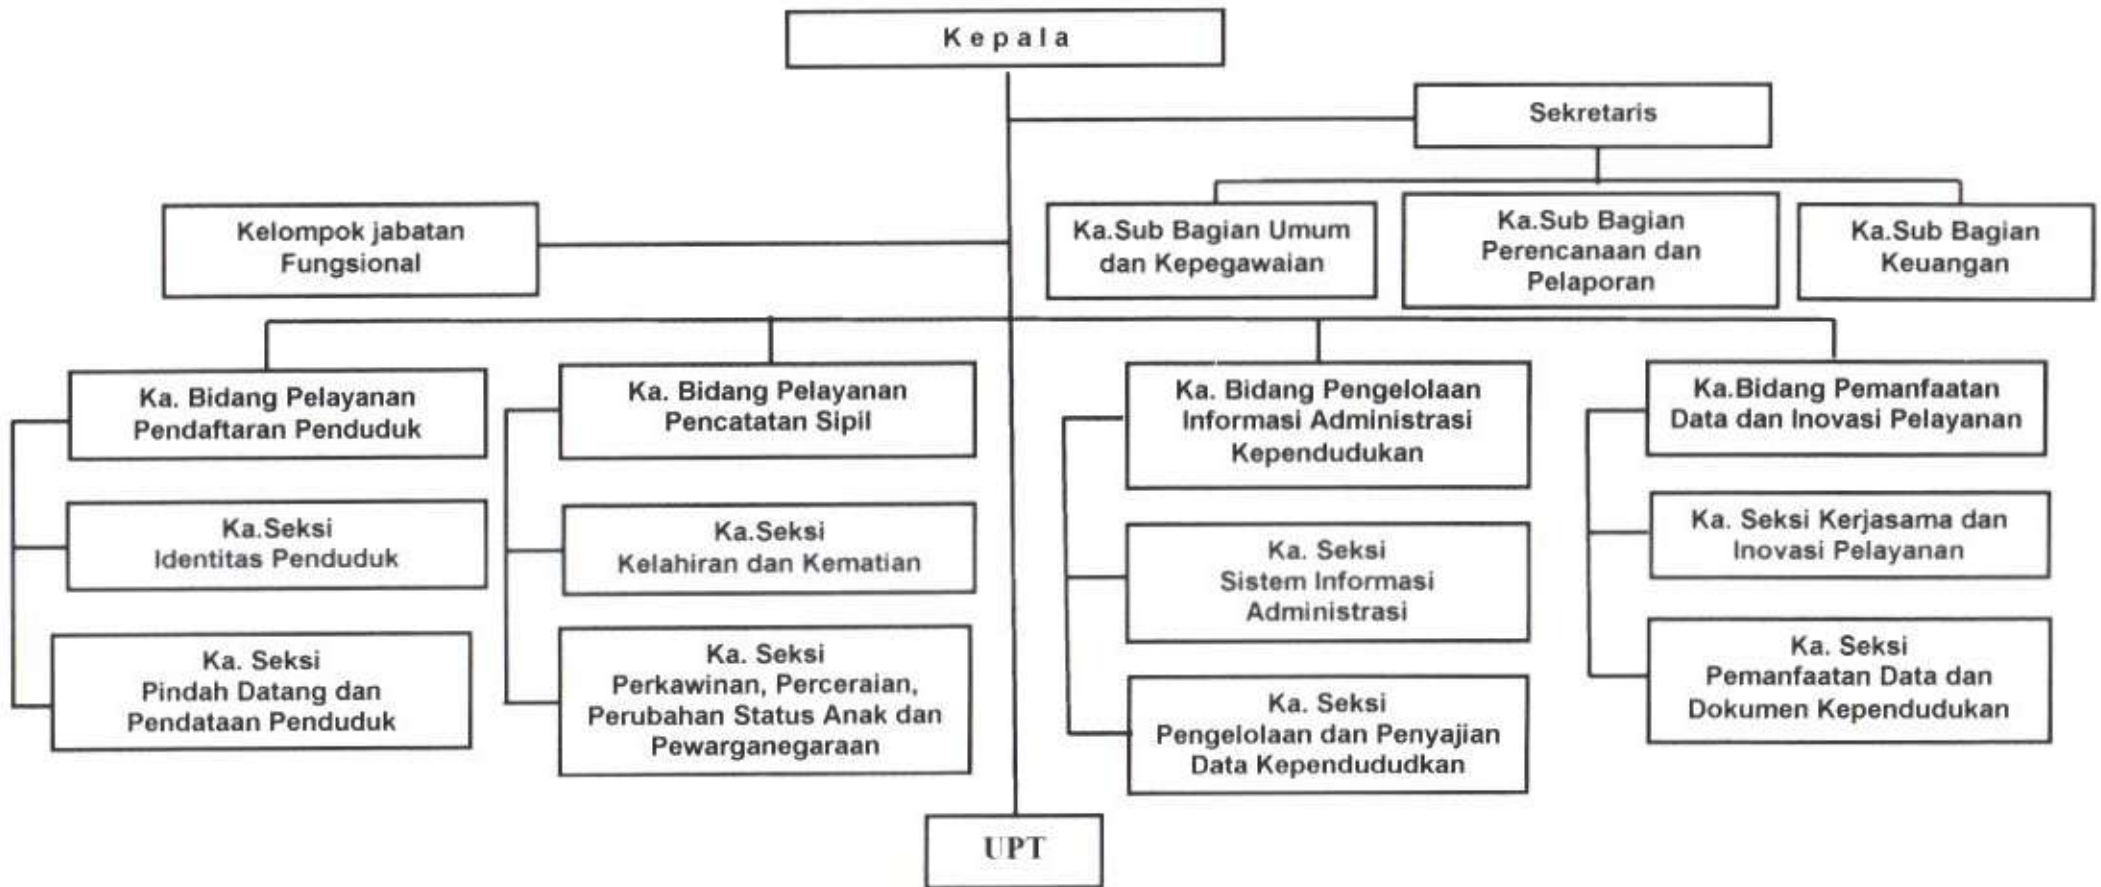 K e p a l a
Sekretaris
Kelompok jabatan
Fungsional
Ka.Sub Bagian Umum
dan Kepegawaian
Ka.Sub Bagian
Perencanaan dan
Pelaporan
Ka.Sub Bagian
Keuangan
Ka. Bidang Pelayanan
Pendaftaran Penduduk
Ka.Seksi
Identitas Penduduk
Ka. Seksi
Pindah Datang dan
Pendataan Penduduk
Ka. Bidang Pelayanan
Pencatatan Sipil
Ka.Seksi
Kelahiran dan Kematian
Ka. Seksi
Perkawinan, Perceraian,
Perubahan Status Anak dan
Pewarganegaraan
Ka. Bidang Pengelolaan
Informasi Administrasi
Kependudukan
Ka. Seksi
Sistem Informasi
Administrasi
Ka. Seksi
Pengelolaan dan Penyajian
Data Kependududkan
Ka.Bidang Pemanfaatan
Data dan Inovasi Pelayanan
Ka. Seksi Kerjasama dan
Inovasi Pelayanan
Ka. Seksi
Pemanfaatan Data dan
Dokumen Kependudukan
UPT